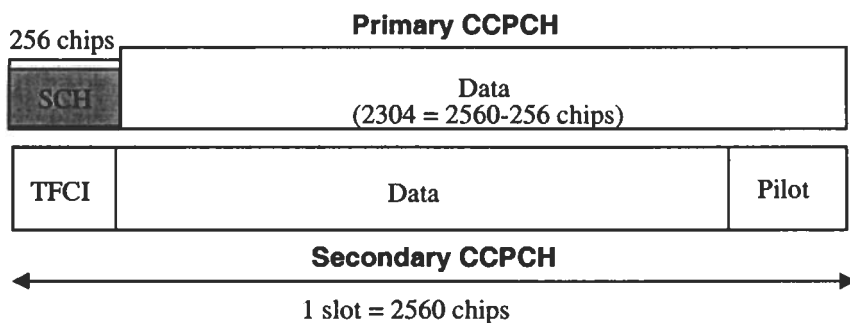 Primary CCPCH
256 chips
SCH
Data
(2304 = 2560-256 chips)
TFCI
Data
Pilot
Secondary CCPCH
1 slot = 2560 chips